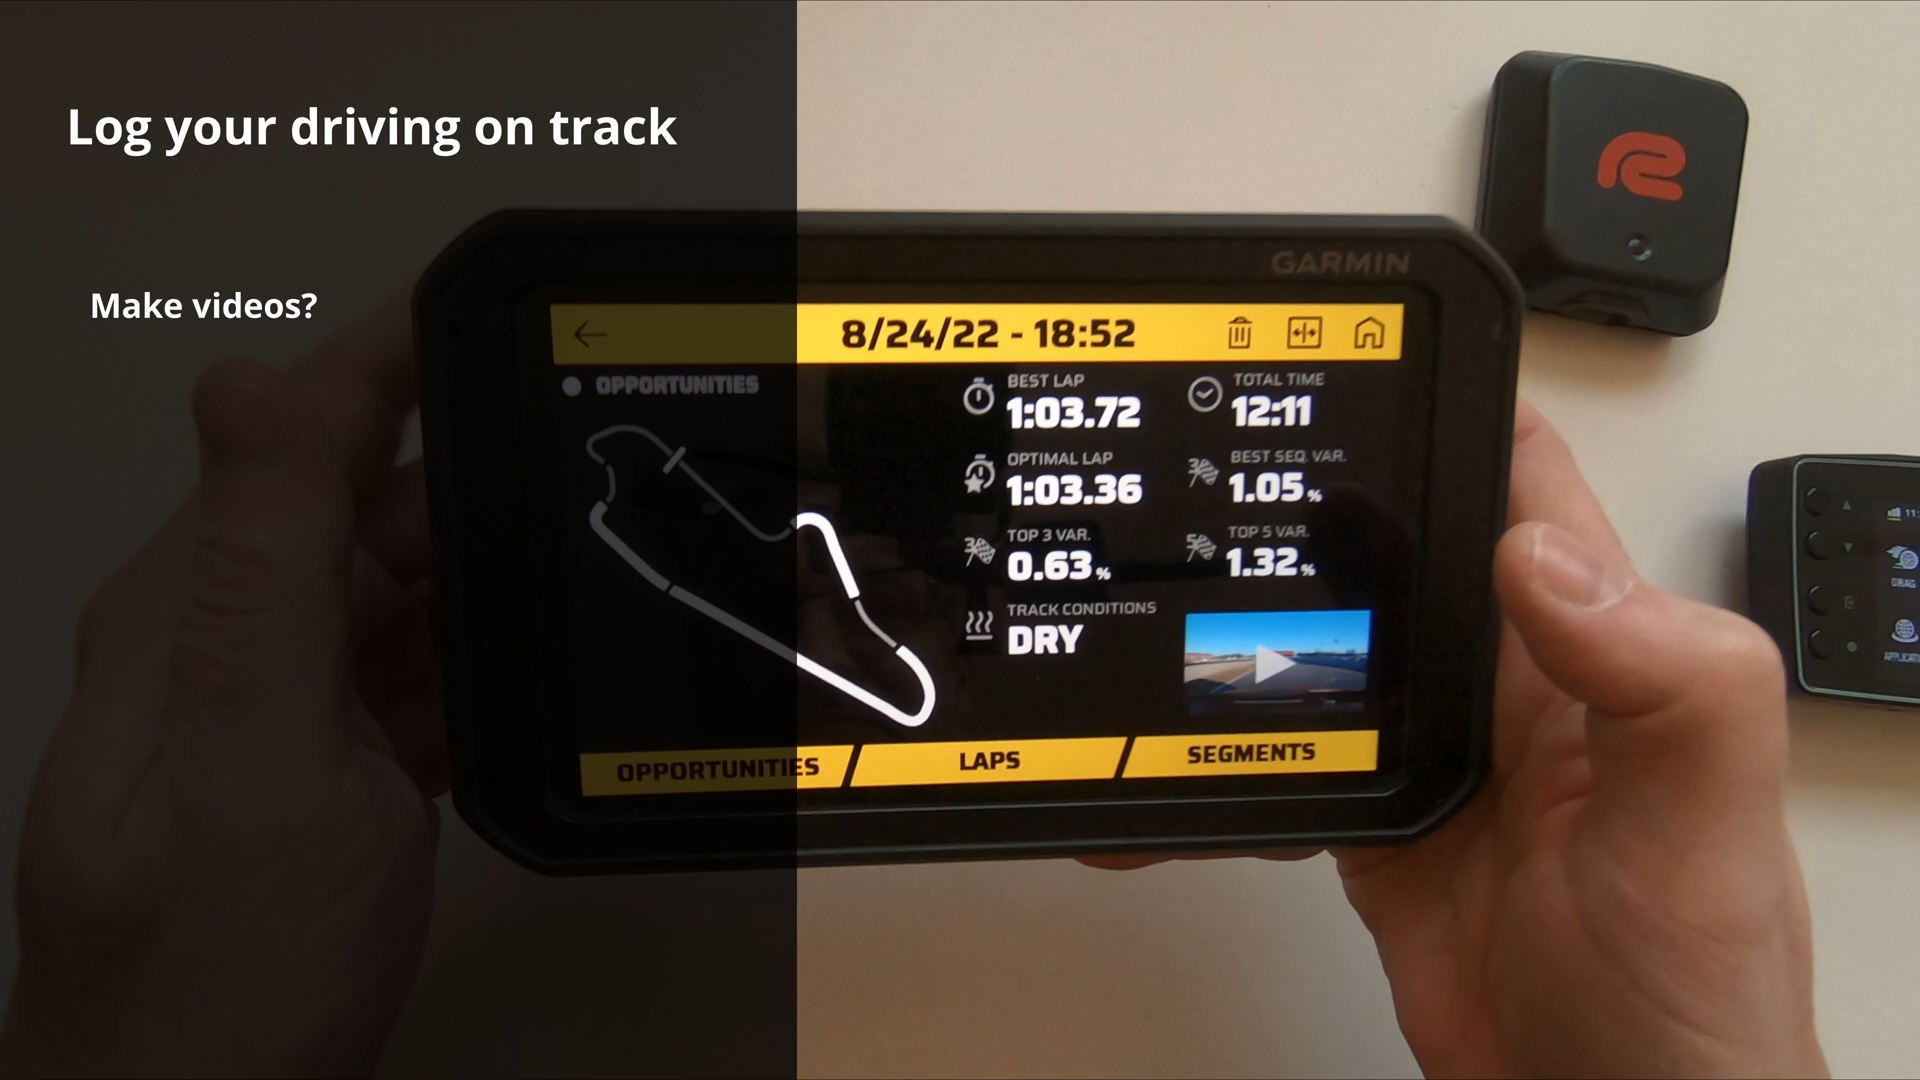 Log your driving on track
Make videos?
GARMIN
8/24/22 - 18:52
OPPORTUNITIES
BEST LAP
1:03.72
TOTAL TIME
12:11
OPTIMAL LAP
1:03.36
BEST SEQ. VAR.
1.05%
TOP 3 VAR.
0.63%
TOP 5 VAR.
1.32%
TRACK CONDITIONS
DRY
OPPORTUNITIES
LAPS
SEGMENTS
11:
DRAG